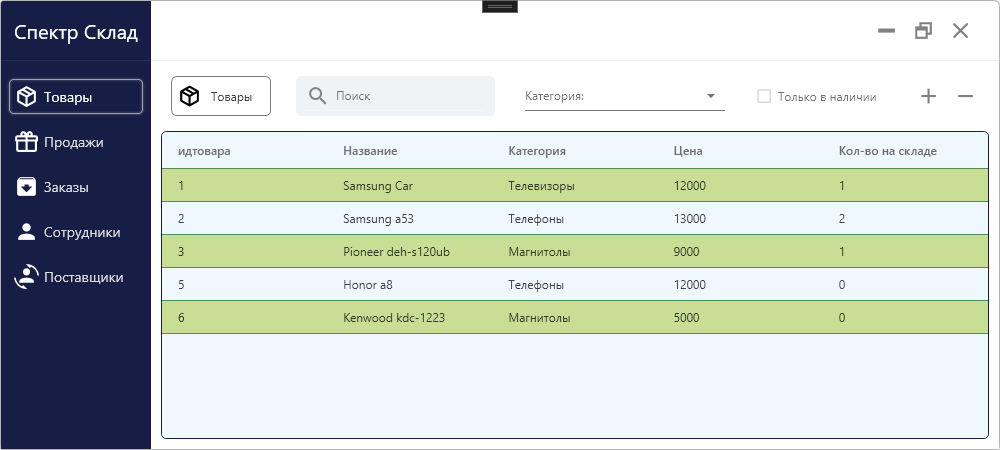 Спектр Склад
Товары
Продажи
Заказы
Сотрудники
Поставщики
Товары Поиск Категория: Только в наличии
идтовара Название Категория Цена Кол-во на складе
1 Samsung Car Телевизоры 12000 1
2 Samsung a53 Телефоны 13000 2
3 Pioneer deh-s120ub Магнитолы 9000 1
5 Honor a8 Телефоны 12000 0
6 Kenwood kdc-1223 Магнитолы 5000 0